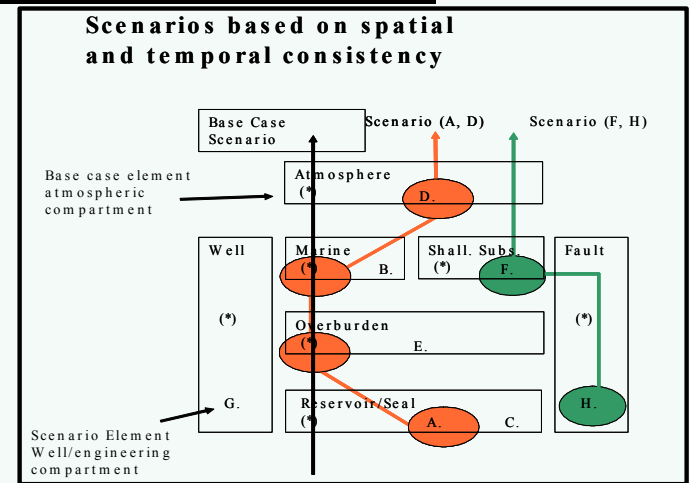 Scenarios based on spatial
and temporal consistency
Base Case
Scenario
Scenario (A, D)
Scenario (F, H)
Base case element
atmospheric
compartment
Atmosphere
(*)
D.
Well
(*)
G.
Marine
(*)
B.
Shall. Subs.
(*)
F.
Fault
(*)
H.
Overburden
(*)
E.
Reservoir/Seal
(*)
A.
C.
Scenario Element
Well/engineering
compartment